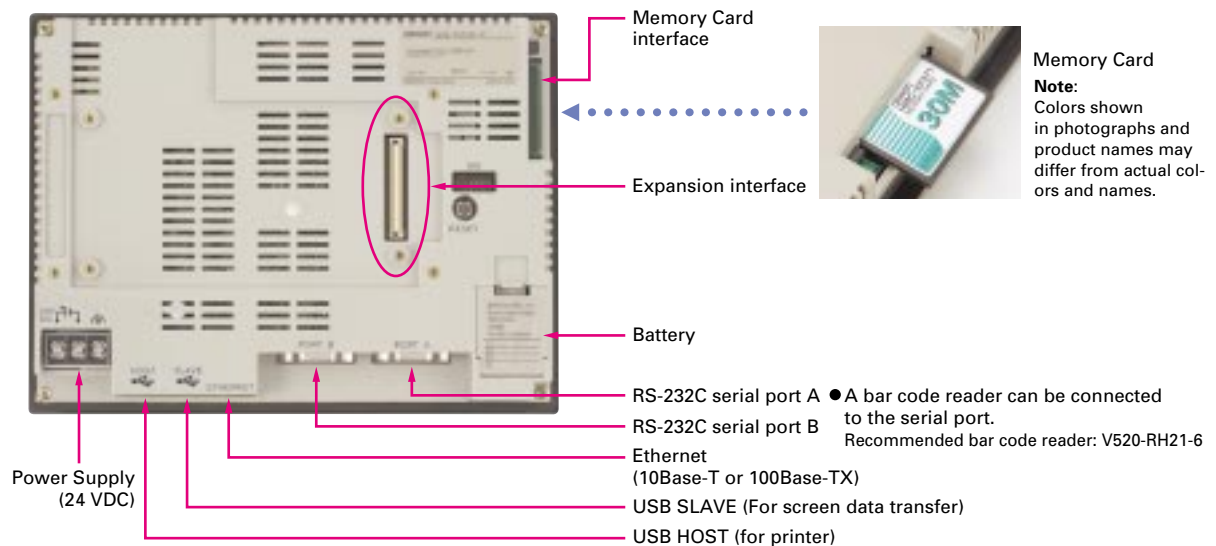 Memory Card
interface
Memory Card
Note:
Colors shown
in photographs and
product names may
differ from actual col-
ors and names.
30M
Expansion interface
RESET
Battery
PORT B
PORT A
HOST
SLAVE
ETHERNET
RS-232C serial port A ●A bar code reader can be connected
to the serial port.
RS-232C serial port B
Recommended bar code reader: V520-RH21-6
Ethernet
(10Base-T or 100Base-TX)
Power Supply
(24 VDC)
USB SLAVE (For screen data transfer)
USB HOST (for printer)